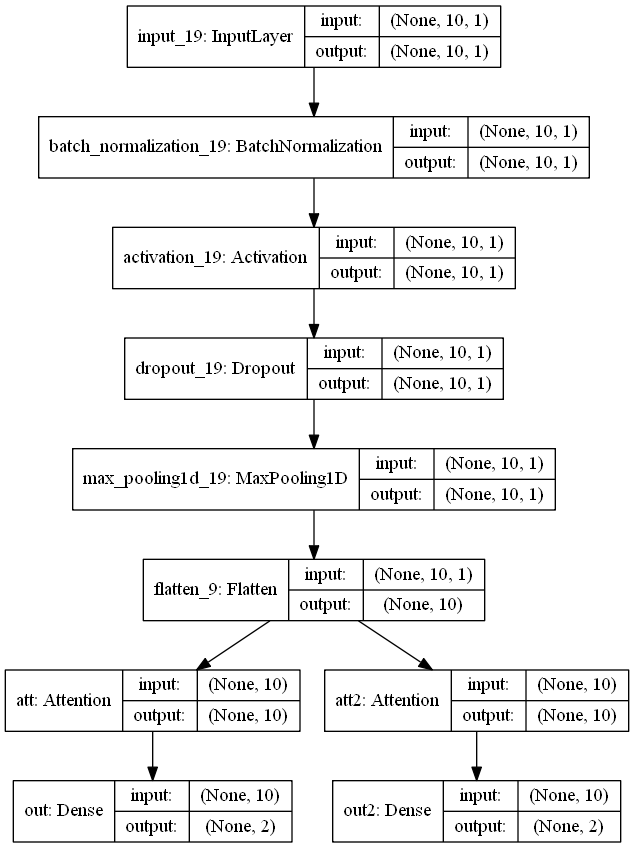 input_19: InputLayer input: (None, 10, 1)
output: (None, 10, 1)
batch_normalization_19: BatchNormalization input: (None, 10, 1)
output: (None, 10, 1)
activation_19: Activation input: (None, 10, 1)
output: (None, 10, 1)
dropout_19: Dropout input: (None, 10, 1)
output: (None, 10, 1)
max_pooling1d_19: MaxPooling1D input: (None, 10, 1)
output: (None, 10, 1)
flatten_9: Flatten input: (None, 10, 1)
output: (None, 10)
att: Attention input: (None, 10)
output: (None, 10)
att2: Attention input: (None, 10)
output: (None, 10)
out: Dense input: (None, 10)
output: (None, 2)
out2: Dense input: (None, 10)
output: (None, 2)